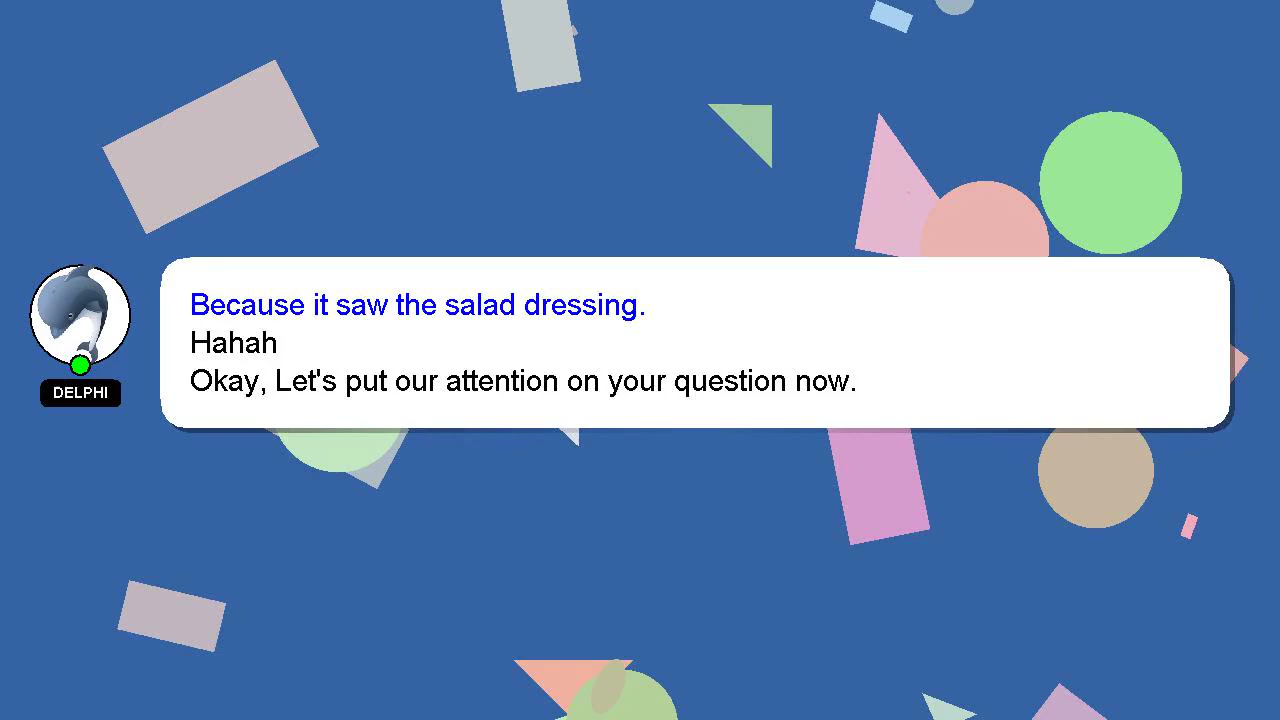 Because it saw the salad dressing.
Hahah
Okay, Let's put our attention on your question now.
DELPHI